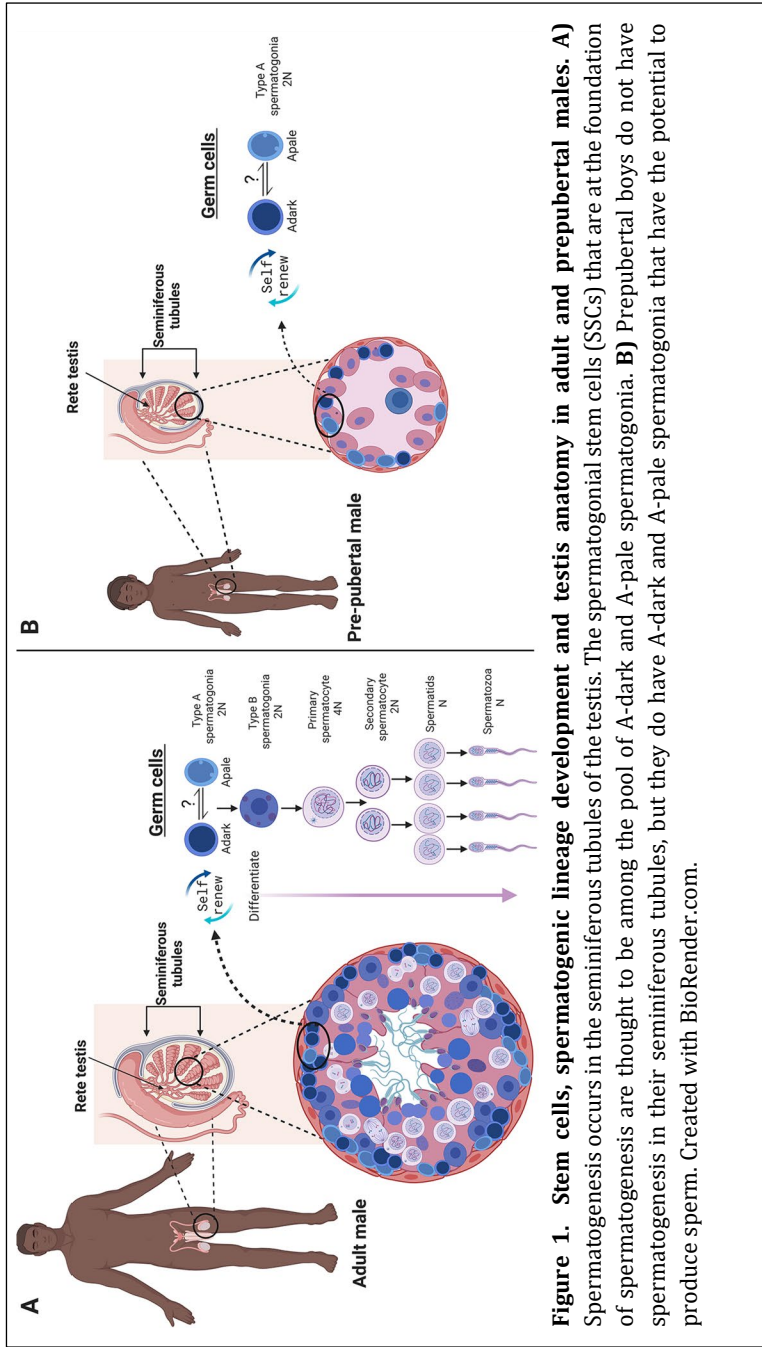 A
Adult male
Rete testis
Seminiferous
tubules
Self
renew
Differentiate
Germ cells
?
Adark
Apale
Type A
spermatogonia
2N
Type B
spermatogonia
2N
Primary
spermatocyte
4N
Secondary
spermatocyte
2N
Spermatids
N
Spermatozoa
N
B
Pre-pubertal male
Rete testis
Seminiferous
tubules
Self
renew
Germ cells
?
Adark
Apale
Type A
spermatogonia
2N
Figure 1. Stem cells, spermatogenic lineage development and testis anatomy in adult and prepubertal males. A)
Spermatogenesis occurs in the seminiferous tubules of the testis. The spermatogonial stem cells (SSCs) that are at the foundation
of spermatogenesis are thought to be among the pool of A-dark and A-pale spermatogonia. B) Prepubertal boys do not have
spermatogenesis in their seminiferous tubules, but they do have A-dark and A-pale spermatogonia that have the potential to
produce sperm. Created with BioRender.com.